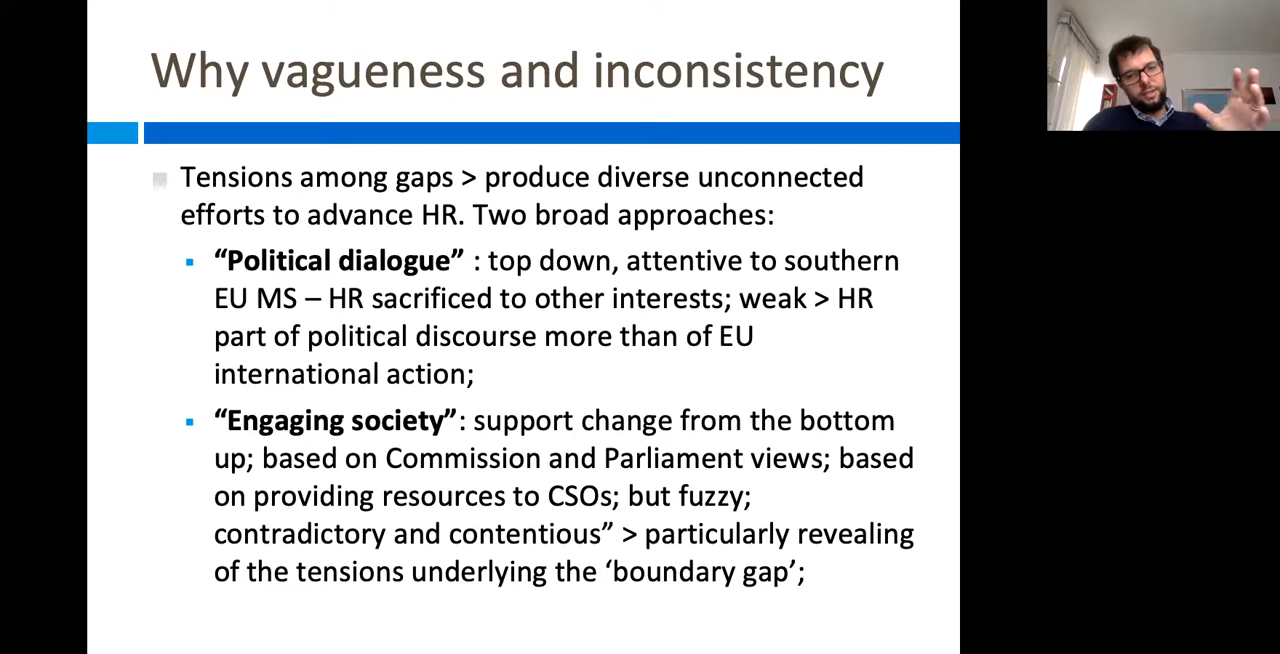 Why vagueness and inconsistency
Tensions among gaps > produce diverse unconnected
efforts to advance HR. Two broad approaches:
“Political dialogue” : top down, attentive to southern
EU MS – HR sacrificed to other interests; weak > HR
part of political discourse more than of EU
international action;
“Engaging society”: support change from the bottom
up; based on Commission and Parliament views; based
on providing resources to CSOs; but fuzzy;
contradictory and contentious” > particularly revealing
of the tensions underlying the ‘boundary gap’;